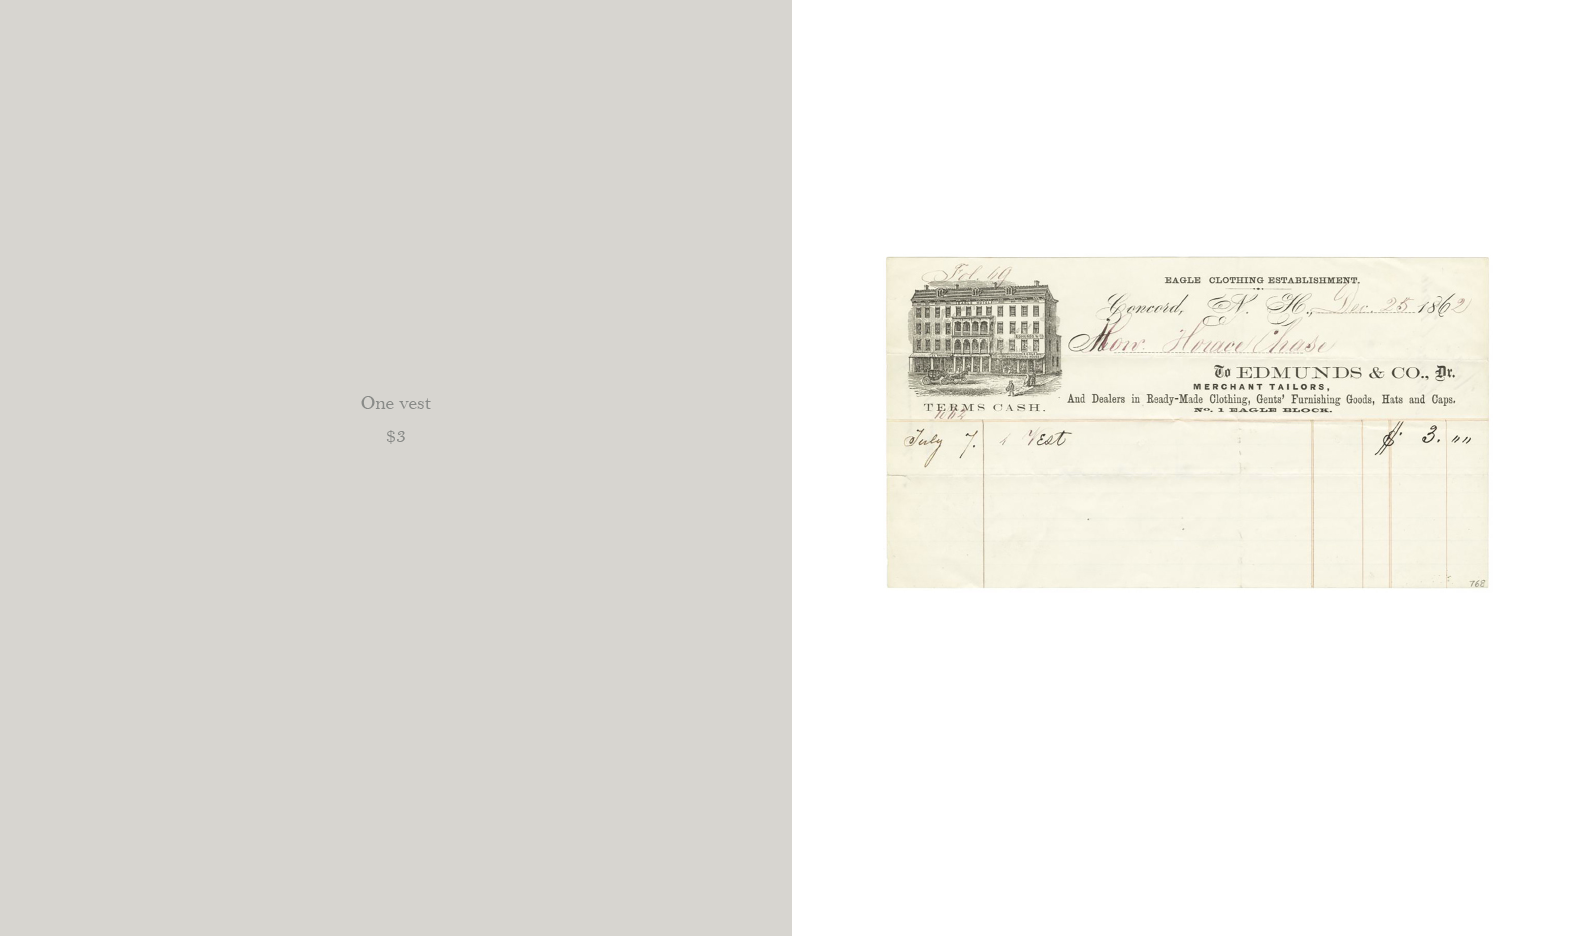 One vest
$3
Fol. 69
EAGLE CLOTHING ESTABLISHMENT.
Concord, N. H., Dec. 25 1862
Hon. Horace Chase
To EDMUNDS & CO., Dr.
MERCHANT TAILORS,
And Dealers in Ready-Made Clothing, Gents' Furnishing Goods, Hats and Caps.
No. 1 EAGLE BLOCK.
TERMS CASH.
1862
July 7. 1 Vest $ 3. ""
768